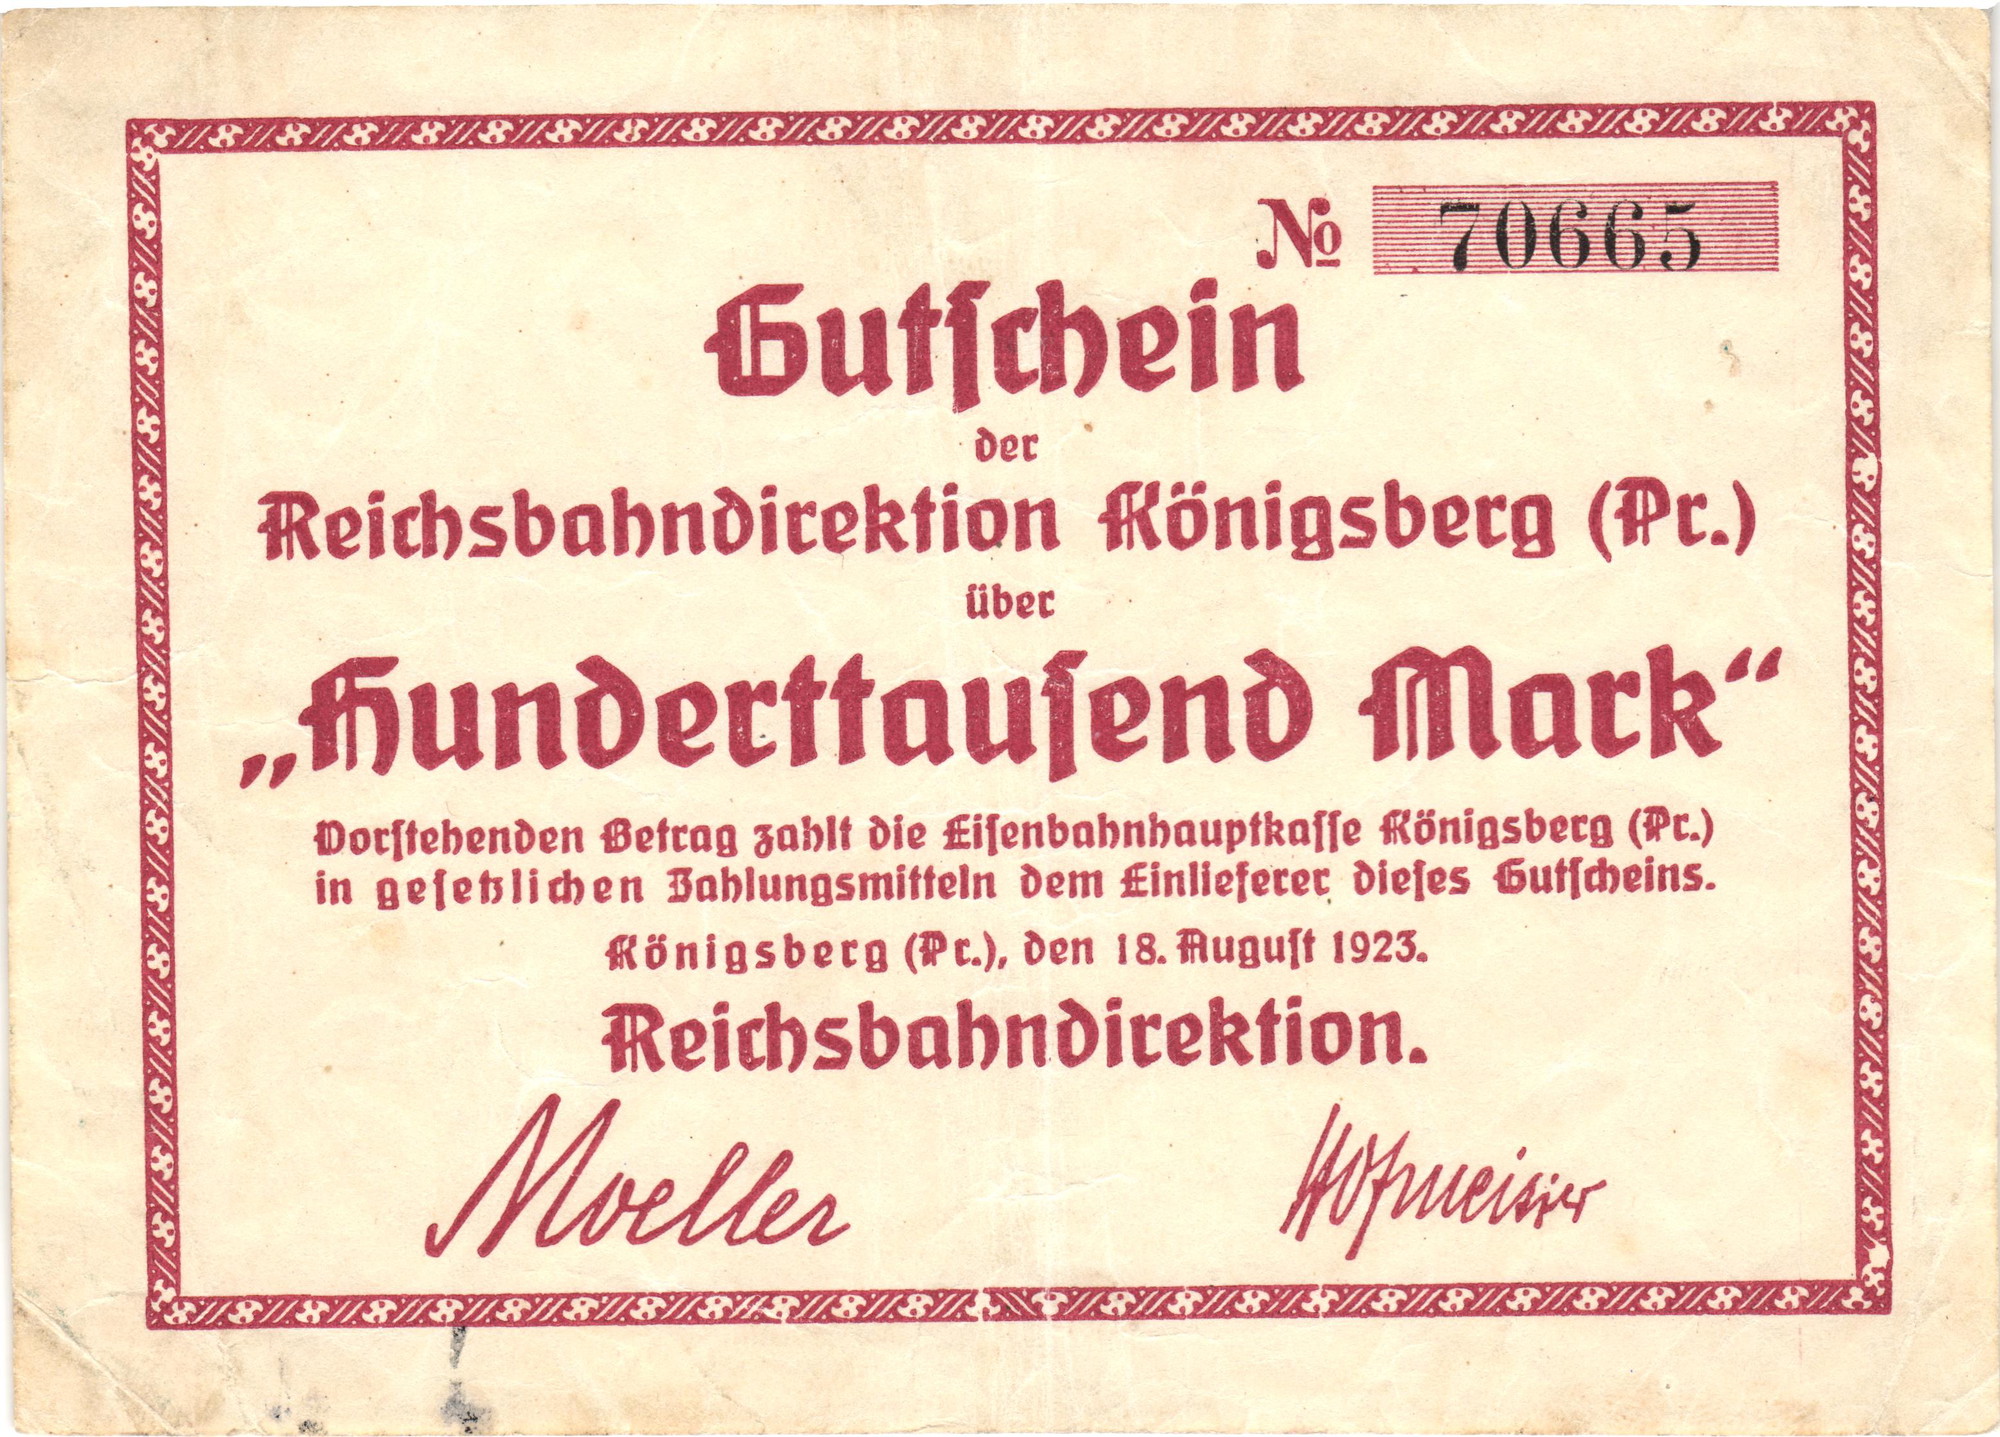 No 70665
Gutſchein
der
Reichsbahndirektion Königsberg (Pr.)
über
„Hunderttauſend Mark“
Vorſtehenden Betrag zahlt die Eiſenbahnhauptkaſſe Königsberg (Pr.)
in geſetzlichen Zahlungsmitteln dem Einlieferer dieſes Gutſcheins.
Königsberg (Pr.), den 18. Auguſt 1923.
Reichsbahndirektion.
Moeller Hofmeister